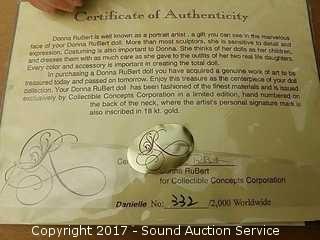 Certificate of Authenticity
Donna RuBert is well known as a portrait artist, a gift you can see in the marvelous
face of your Donna RuBert doll. More than most sculptors, she is sensitive to detail and
expression. Costuming is also important to Donna. She thinks of her dolls as her children,
and dresses them with as much care as she gave to the outfits of her two real life daughters.
Every color and accessory is important in creating the total doll.
In purchasing a Donna RuBert doll you have acquired a genuine work of art to be
treasured today and passed on tomorrow. Enjoy this treasure as the centerpiece of your doll
collection. Your Donna RuBert doll has been fashioned of the finest materials and is issued
exclusively by Collectible Concepts Corporation in a limited edition, hand numbered on
the back of the neck, where the artist's personal signature mark is
also inscribed in 18 kt. gold.
Donna RuBert
for Collectible Concepts Corporation
Danielle No: 332 /2,000 Worldwide
Copyright 2017 - Sound Auction Service